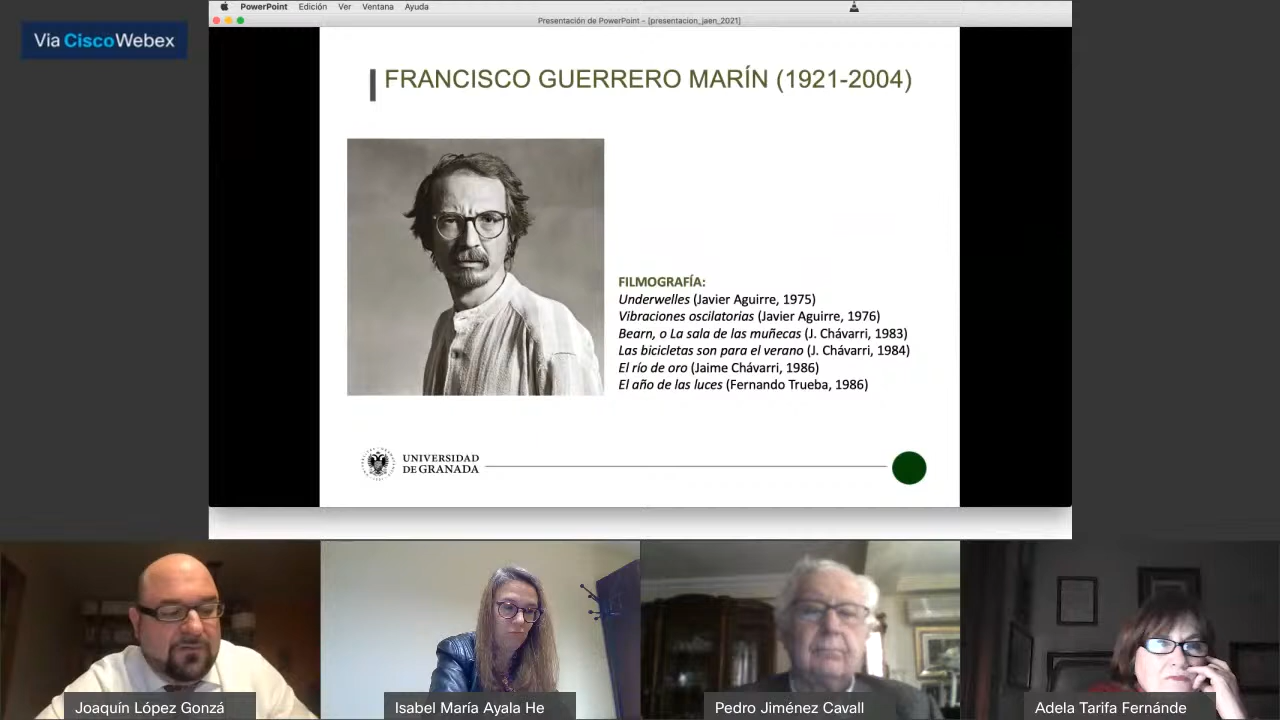 PowerPoint Edición Ver Ventana Ayuda
Presentación de PowerPoint - [presentacion_jaen_2021]
Via CiscoWebex
FRANCISCO GUERRERO MARÍN (1921-2004)
FILMOGRAFÍA:
Underwelles (Javier Aguirre, 1975)
Vibraciones oscilatorias (Javier Aguirre, 1976)
Bearn, o La sala de las muñecas (J. Chávarri, 1983)
Las bicicletas son para el verano (J. Chávarri, 1984)
El río de oro (Jaime Chávarri, 1986)
El año de las luces (Fernando Trueba, 1986)
UNIVERSIDAD
DE GRANADA
Joaquín López Gonzá
Isabel María Ayala He
Pedro Jiménez Cavall
Adela Tarifa Fernánde